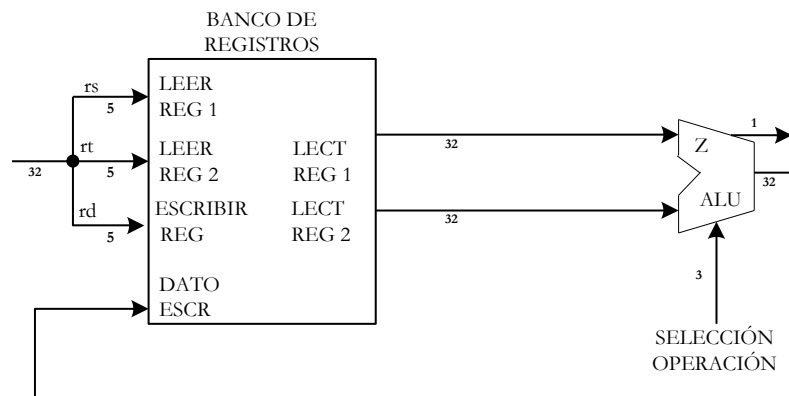 BANCO DE
REGISTROS
rs
5
LEER
REG 1
32
rt
5
LEER
REG 2
rd
5
ESCRIBIR
REG
DATO
ESCR
LECT
REG 1
LECT
REG 2
32
32
Z
ALU
1
32
3
SELECCIÓN
OPERACIÓN